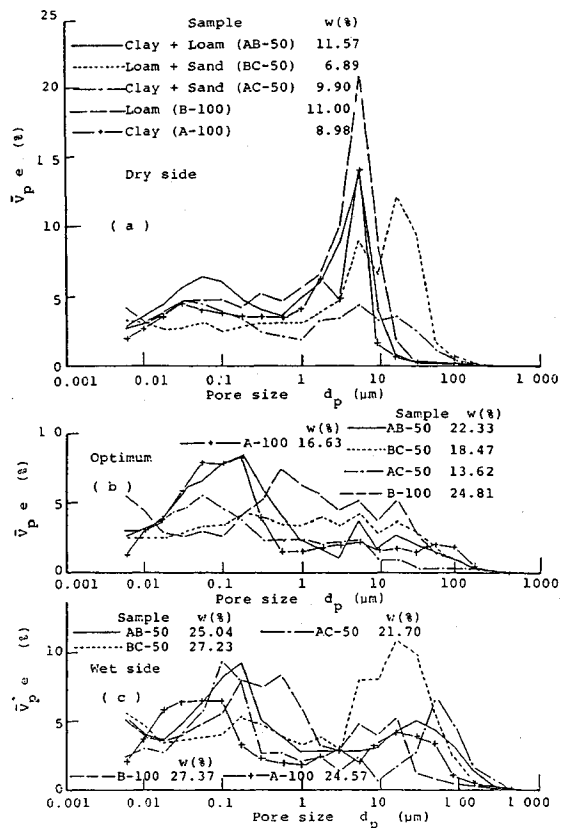 25
Sample w(%)
Clay + Loam (AB-50) 11.57
Loam + Sand (BC-50) 6.89
Clay + Sand (AC-50) 9.90
Loam (B-100) 11.00
Clay (A-100) 8.98
20
15
V̄p e (%)
Dry side
( a )
10
5
0
0.001 0.01 0.1 1 10 100 1 000
Pore size dp (μm)
Sample w(%)
w(%) AB-50 22.33
A-100 16.63 BC-50 18.47
AC-50 13.62
B-100 24.81
1 0
Optimum
( b )
V̄p e (%)
5
0
0.001 0.01 0.1 1 10 100 1000
Pore size dp (μm)
Sample w(%) w(%)
AB-50 25.04 AC-50 21.70
BC-50 27.23
10
Wet side
( c )
V̄p e (%)
5
w(%)
B-100 27.37 A-100 24.57
0
0.001 0.01 0.1 1 10 100 1 000
Pore size dp (μm)